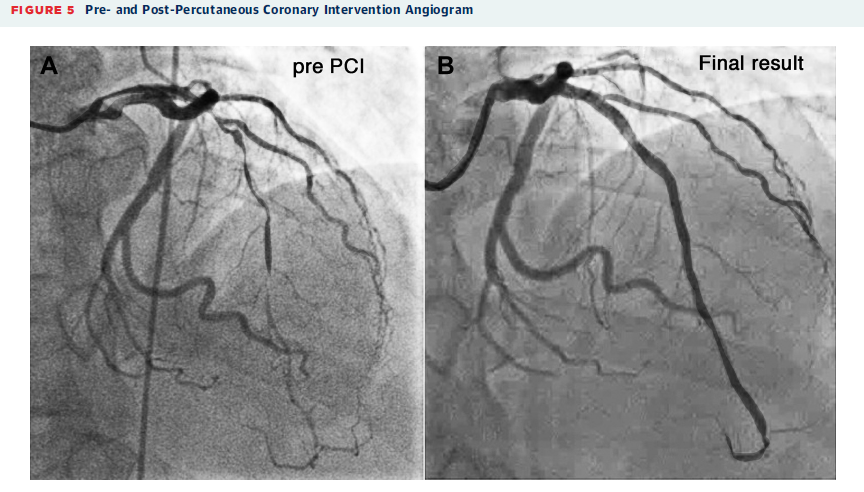 FIGURE 5 Pre- and Post-Percutaneous Coronary Intervention Angiogram
A
pre PCI
B
Final result